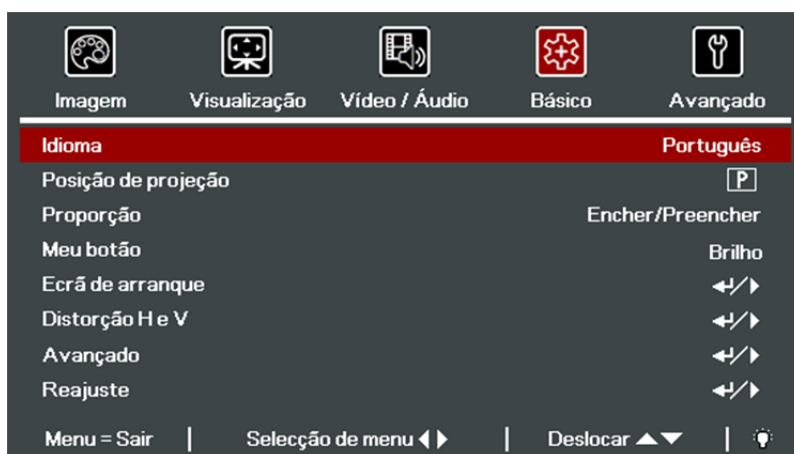 Imagem Visualização Vídeo / Áudio Básico Avançado
Idioma Português
Posição de projeção P
Proporção Encher/Preencher
Meu botão Brilho
Ecrã de arranque
Distorção H e V
Avançado
Reajuste
Menu = Sair | Selecção de menu | Deslocar |